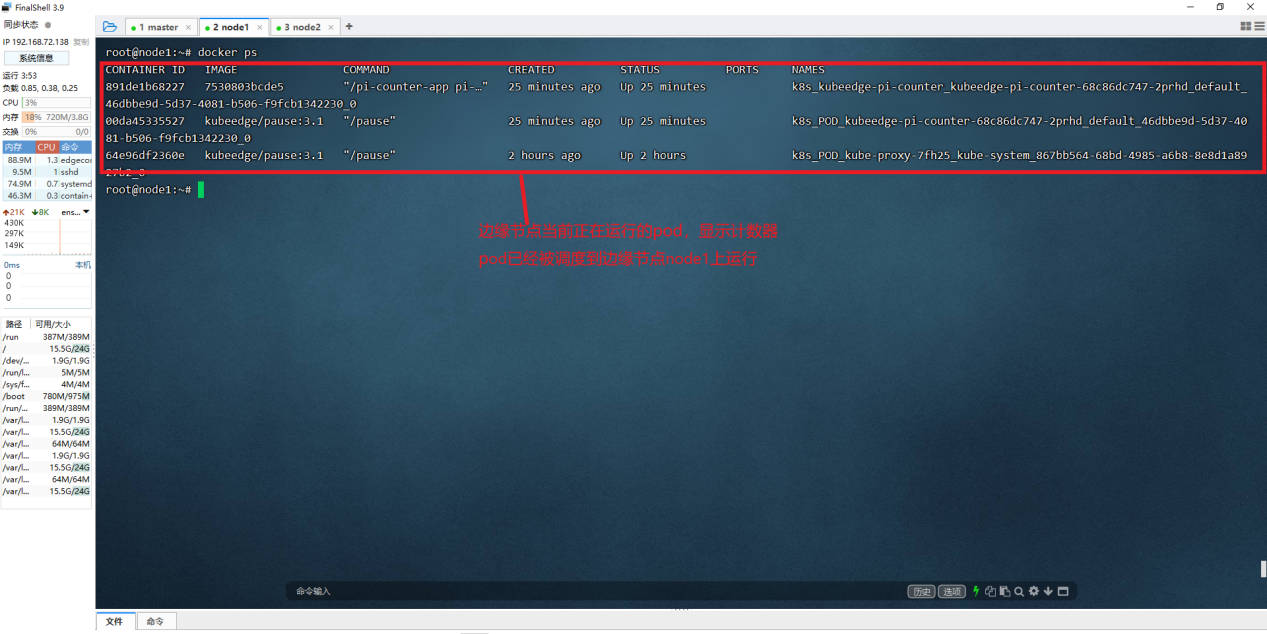 FinalShell 3.9
同步状态
1 master ×
2 node1 ×
3 node2 ×
+
IP 192.168.72.138 复制
系统信息
运行 3:53
负载 0.85, 0.38, 0.25
CPU 3%
内存 18% 720M/3.8G
交换 0% 0/0
内存 CPU 命令
88.9M 1.3 edgecor
9.5M 1 sshd
74.9M 0.7 systemd
46.3M 0.3 contain
21K 8K ens...
430K
297K
149K
0ms 本机
0
0
0
路径 可用/大小
/run 387M/389M
/ 15.5G/24G
/dev/... 1.9G/1.9G
/run/l... 5M/5M
/sys/f... 4M/4M
/boot 780M/975M
/run/... 389M/389M
/var/l... 1.9G/1.9G
/var/l... 15.5G/24G
/var/l... 64M/64M
/var/l... 1.9G/1.9G
/var/l... 15.5G/24G
/var/l... 64M/64M
/var/l... 15.5G/24G
root@node1:~# docker ps
CONTAINER ID IMAGE COMMAND CREATED STATUS PORTS NAMES
891de1b68227 7530803bcde5 "/pi-counter-app pi-…" 25 minutes ago Up 25 minutes k8s_kubeedge-pi-counter_kubeedge-pi-counter-68c86dc747-2prhd_default_
46dbbe9d-5d37-4081-b506-f9fcb1342230_0
00da45335527 kubeedge/pause:3.1 "/pause" 25 minutes ago Up 25 minutes k8s_POD_kubeedge-pi-counter-68c86dc747-2prhd_default_46dbbe9d-5d37-40
81-b506-f9fcb1342230_0
64e96df2360e kubeedge/pause:3.1 "/pause" 2 hours ago Up 2 hours k8s_POD_kube-proxy-7fh25_kube-system_867bb564-68bd-4985-a6b8-8e8d1a89
27b2_0
root@node1:~#
边缘节点当前正在运行的pod，显示计数器
pod已经被调度到边缘节点node1上运行
命令输入
历史 选项
文件 命令